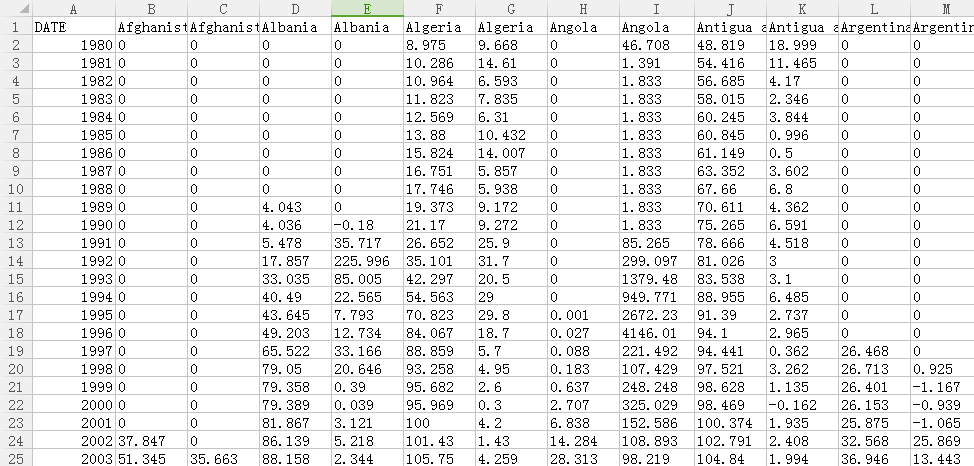 A B C D E F G H I J K L M
1 DATE Afghanist Afghanist Albania Albania Algeria Algeria Angola Angola Antigua a Antigua a Argentina Argentin
2 1980 0 0 0 0 8.975 9.668 0 46.708 48.819 18.999 0 0
3 1981 0 0 0 0 10.286 14.61 0 1.391 54.416 11.465 0 0
4 1982 0 0 0 0 10.964 6.593 0 1.833 56.685 4.17 0 0
5 1983 0 0 0 0 11.823 7.835 0 1.833 58.015 2.346 0 0
6 1984 0 0 0 0 12.569 6.31 0 1.833 60.245 3.844 0 0
7 1985 0 0 0 0 13.88 10.432 0 1.833 60.845 0.996 0 0
8 1986 0 0 0 0 15.824 14.007 0 1.833 61.149 0.5 0 0
9 1987 0 0 0 0 16.751 5.857 0 1.833 63.352 3.602 0 0
10 1988 0 0 0 0 17.746 5.938 0 1.833 67.66 6.8 0 0
11 1989 0 0 4.043 0 19.373 9.172 0 1.833 70.611 4.362 0 0
12 1990 0 0 4.036 -0.18 21.17 9.272 0 1.833 75.265 6.591 0 0
13 1991 0 0 5.478 35.717 26.652 25.9 0 85.265 78.666 4.518 0 0
14 1992 0 0 17.857 225.996 35.101 31.7 0 299.097 81.026 3 0 0
15 1993 0 0 33.035 85.005 42.297 20.5 0 1379.48 83.538 3.1 0 0
16 1994 0 0 40.49 22.565 54.563 29 0 949.771 88.955 6.485 0 0
17 1995 0 0 43.645 7.793 70.823 29.8 0.001 2672.23 91.39 2.737 0 0
18 1996 0 0 49.203 12.734 84.067 18.7 0.027 4146.01 94.1 2.965 0 0
19 1997 0 0 65.522 33.166 88.859 5.7 0.088 221.492 94.441 0.362 26.468 0
20 1998 0 0 79.05 20.646 93.258 4.95 0.183 107.429 97.521 3.262 26.713 0.925
21 1999 0 0 79.358 0.39 95.682 2.6 0.637 248.248 98.628 1.135 26.401 -1.167
22 2000 0 0 79.389 0.039 95.969 0.3 2.707 325.029 98.469 -0.162 26.153 -0.939
23 2001 0 0 81.867 3.121 100 4.2 6.838 152.586 100.374 1.935 25.875 -1.065
24 2002 37.847 0 86.139 5.218 101.43 1.43 14.284 108.893 102.791 2.408 32.568 25.869
25 2003 51.345 35.663 88.158 2.344 105.75 4.259 28.313 98.219 104.84 1.994 36.946 13.443